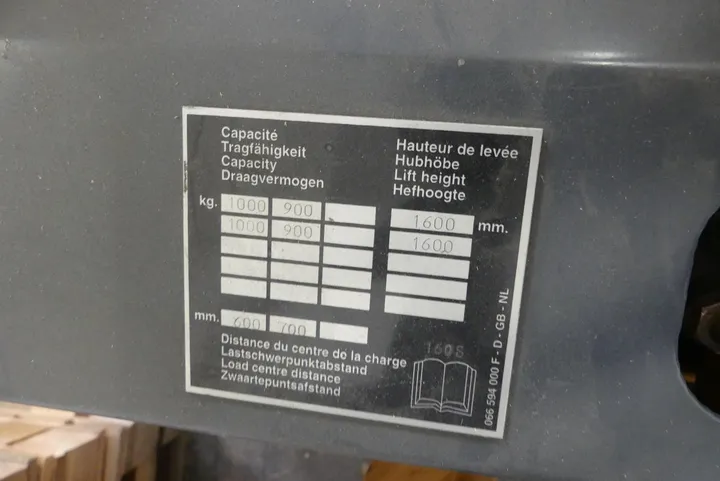 Capacité
Tragfähigkeit
Capacity
Draagvermogen
Hauteur de levée
Hubhöbe
Lift height
Hefhoogte
kg. 1000 900 1600 mm.
1000 900 1600
mm. 600 700
Distance du centre de la charge
Lastschwerpunktabstand
Load centre distance
Zwaartepuntsafstand
160S
066 594 000 F - D - GB - NL